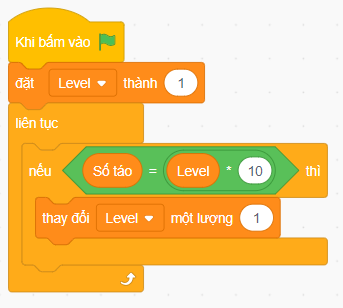 Khi bấm vào
đặt Level thành 1
liên tục
nếu Số táo = Level * 10 thì
thay đổi Level một lượng 1